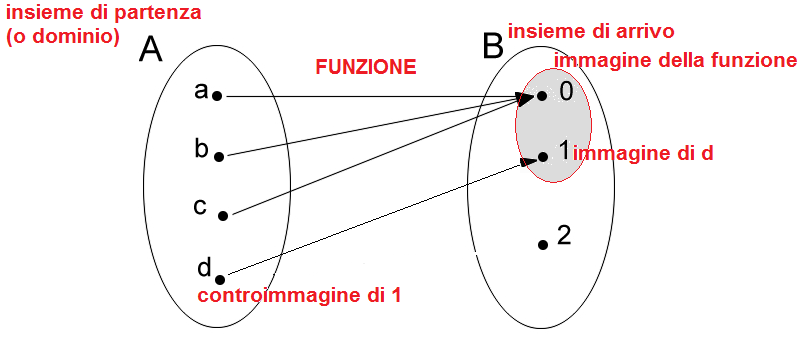 insieme di partenza
(o dominio)
A
B
insieme di arrivo
immagine della funzione
FUNZIONE
a
0
b
1 immagine di d
c
2
d
controimmagine di 1